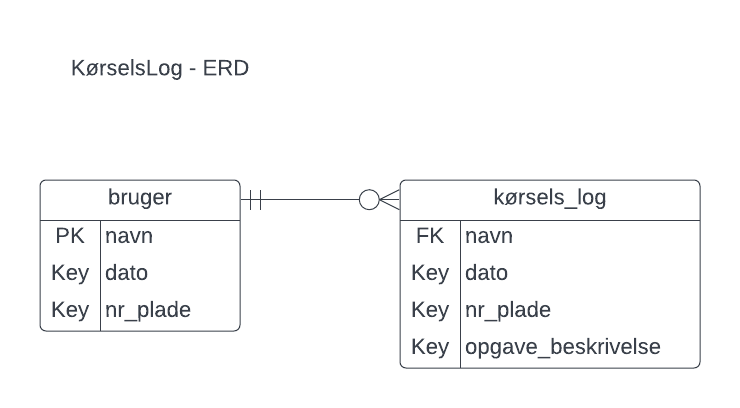 KørselsLog - ERD
bruger
PK navn
Key dato
Key nr_plade
kørsels_log
FK navn
Key dato
Key nr_plade
Key opgave_beskrivelse